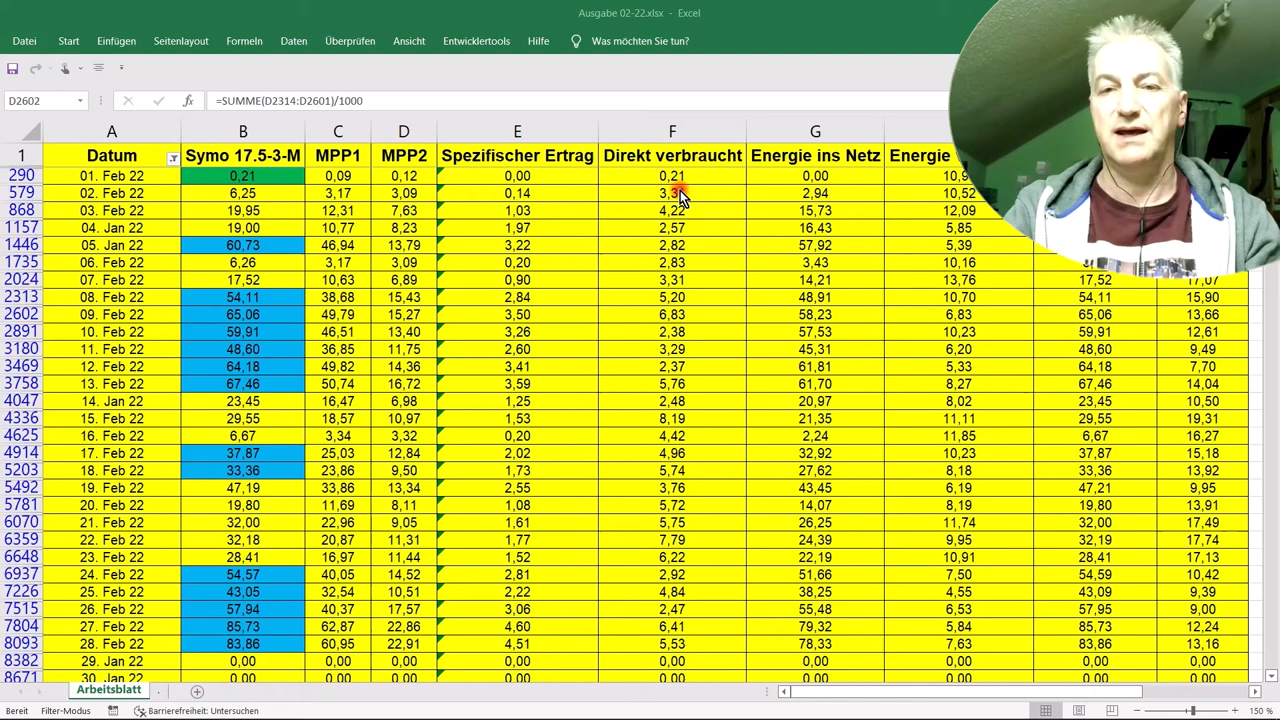 Ausgabe 02-22.xlsx - Excel
Datei Start Einfügen Seitenlayout Formeln Daten Überprüfen Ansicht Entwicklertools Hilfe Was möchten Sie tun?
D2602 fx =SUMME(D2314:D2601)/1000
A B C D E F G
1 Datum Symo 17.5-3-M MPP1 MPP2 Spezifischer Ertrag Direkt verbraucht Energie ins Netz Energie
290 01. Feb 22 0,21 0,09 0,12 0,00 0,21 0,00 10,9
579 02. Feb 22 6,25 3,17 3,09 0,14 2,94 10,52
868 03. Feb 22 19,95 12,31 7,63 1,03 4,22 15,73 12,09
1157 04. Jan 22 19,00 10,77 8,23 1,97 2,57 16,43 5,85
1446 05. Jan 22 60,73 46,94 13,79 3,22 2,82 57,92 5,39
1735 06. Feb 22 6,26 3,17 3,09 0,20 2,83 3,43 10,16
2024 07. Feb 22 17,52 10,63 6,89 0,90 3,31 14,21 13,76 17,52 17,07
2313 08. Feb 22 54,11 38,68 15,43 2,84 5,20 48,91 10,70 54,11 15,90
2602 09. Feb 22 65,06 49,79 15,27 3,50 6,83 58,23 6,83 65,06 13,66
2891 10. Feb 22 59,91 46,51 13,40 3,26 2,38 57,53 10,23 59,91 12,61
3180 11. Feb 22 48,60 36,85 11,75 2,60 3,29 45,31 6,20 48,60 9,49
3469 12. Feb 22 64,18 49,82 14,36 3,41 2,37 61,81 5,33 64,18 7,70
3758 13. Feb 22 67,46 50,74 16,72 3,59 5,76 61,70 8,27 67,46 14,04
4047 14. Jan 22 23,45 16,47 6,98 1,25 2,48 20,97 8,02 23,45 10,50
4336 15. Feb 22 29,55 18,57 10,97 1,53 8,19 21,35 11,11 29,55 19,31
4625 16. Feb 22 6,67 3,34 3,32 0,20 4,42 2,24 11,85 6,67 16,27
4914 17. Feb 22 37,87 25,03 12,84 2,02 4,96 32,92 10,23 37,87 15,18
5203 18. Feb 22 33,36 23,86 9,50 1,73 5,74 27,62 8,18 33,36 13,92
5492 19. Feb 22 47,19 33,86 13,34 2,55 3,76 43,45 6,19 47,21 9,95
5781 20. Feb 22 19,80 11,69 8,11 1,08 5,72 14,07 8,19 19,80 13,91
6070 21. Feb 22 32,00 22,96 9,05 1,61 5,75 26,25 11,74 32,00 17,49
6359 22. Feb 22 32,18 20,87 11,31 1,77 7,79 24,39 9,95 32,19 17,74
6648 23. Feb 22 28,41 16,97 11,44 1,52 6,22 22,19 10,91 28,41 17,13
6937 24. Feb 22 54,57 40,05 14,52 2,81 2,92 51,66 7,50 54,59 10,42
7226 25. Feb 22 43,05 32,54 10,51 2,22 4,84 38,25 4,55 43,09 9,39
7515 26. Feb 22 57,94 40,37 17,57 3,06 2,47 55,48 6,53 57,95 9,00
7804 27. Feb 22 85,73 62,87 22,86 4,60 6,41 79,32 5,84 85,73 12,24
8093 28. Feb 22 83,86 60,95 22,91 4,51 5,53 78,33 7,63 83,86 13,16
8382 29. Jan 22 0,00 0,00 0,00 0,00 0,00 0,00 0,00 0,00 0,00
8671 30. Jan 22 0,00 0,00 0,00 0,00 0,00 0,00 0,00 0,00 0,00
Arbeitsblatt
Bereit Filter-Modus Barrierefreiheit: Untersuchen 150 %